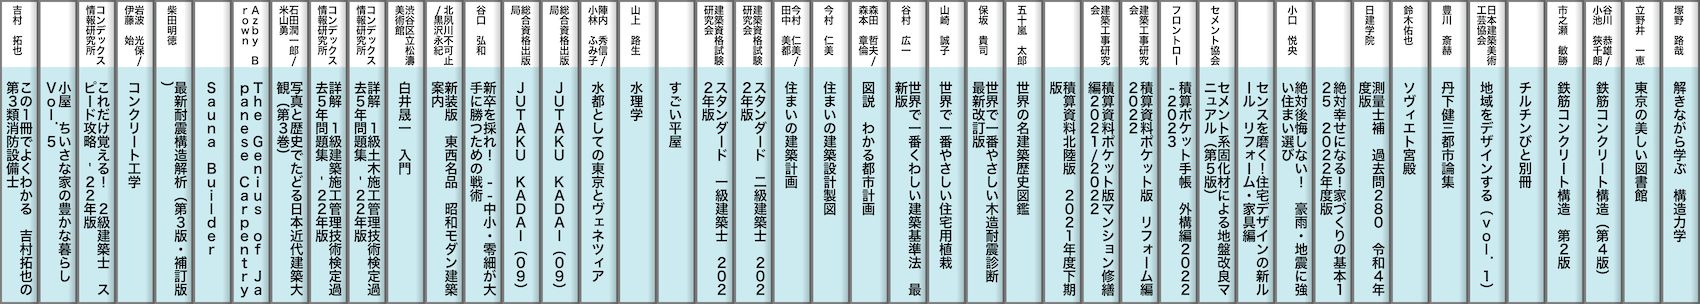 塚野 路哉
解きながら学ぶ 構造力学
立野井 一恵
東京の美しい図書館
谷川 恭雄/
小池 狹千朗
鉄筋コンクリート構造(第4版)
市之瀬 敏勝
鉄筋コンクリート構造 第2版
チルチンびと別冊
日本建築美術
工芸協会
地域をデザインする(vol.1)
豊川 斎赫
丹下健三都市論集
鈴木佑也
ソヴィエト宮殿
日建学院
測量士補 過去問280 令和4年
度版
絶対幸せになる!家づくりの基本1
25 2022年度版
小口 悦央
絶対後悔しない! 豪雨・地震に強
い住まい選び
センスを磨く!住宅デザインの新ル
ール リフォーム・家具編
セメント協会
セメント系固化材による地盤改良マ
ニュアル(第5版)
フロントロー
積算ポケット手帳 外構編2022
-2023
建築工事研究
会
積算資料ポケット版 リフォーム編
2022
建築工事研究
会
積算資料ポケット版マンション修繕
編2021/2022
積算資料北陸版 2021年度下期
版
五十嵐 太郎
世界の名建築歴史図鑑
保坂 貴司
世界で一番やさしい木造耐震診断
最新改訂版
山崎 誠子
世界で一番やさしい住宅用植栽
谷村 広一
世界で一番くわしい建築基準法 最
新版
森田 哲夫/
森本 章倫
図説 わかる都市計画
今村 仁美
住まいの建築設計製図
今村 仁美/
田中 美都
住まいの建築計画
建築資格試験
研究会
スタンダード 二級建築士 202
2年版
建築資格試験
研究会
スタンダード 一級建築士 202
2年版
すごい平屋
山上 路生
水理学
陣内 秀信/
小林 ふみ子
水都としての東京とヴェネツィア
総合資格出版
局
JUTAKU KADAI(09)
総合資格出版
局
JUTAKU KADAI(09)
谷口 弘和
新卒を採れ! --中小・零細が大
手に勝つための戦術
北夙川不可止
/黒沢永紀
新装版 東西名品 昭和モダン建築
案内
渋谷区立松濤
美術館
白井晟一 入門
コンデックス
情報研究所
詳解 1級土木施工管理技術検定過
去5年問題集 '22年版
コンデックス
情報研究所
詳解 1級建築施工管理技術検定過
去5年問題集 '22年版
石田潤一郎/
米山勇
写真と歴史でたどる日本近代建築大
観(第3巻)
Azby B
rown
The Genius of Ja
panese Carpentry
Sauna Builder
柴田明徳
最新耐震構造解析(第3版・補訂版
)
岩波 光保/
伊藤 始
コンクリート工学
コンデックス
情報研究所
これだけ覚える! 2級建築士 ス
ピード攻略 '22年版
小屋 ちいさな家の豊かな暮らし
Vol.5
吉村 拓也
この1冊でよくわかる 吉村拓也の
第3類消防設備士